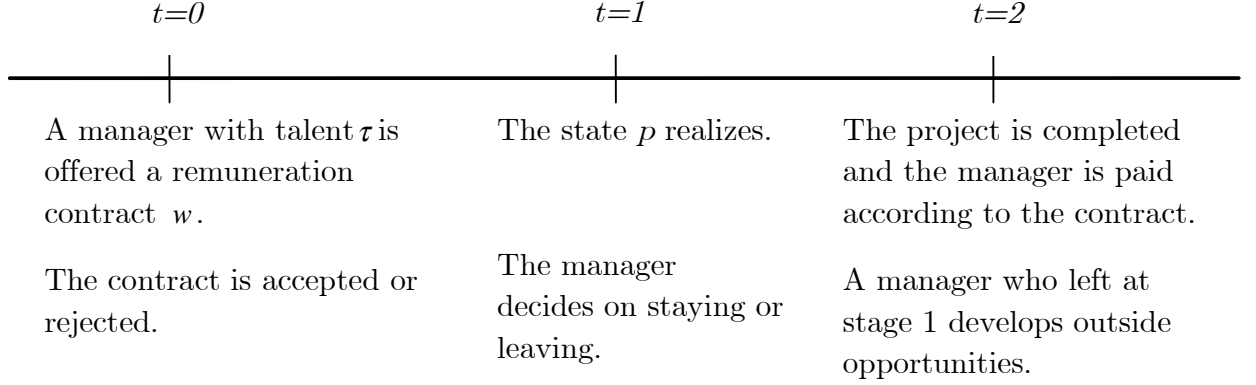 t=0
t=1
t=2
A manager with talent τ is
offered a remuneration
contract w.
The contract is accepted or
rejected.
The state p realizes.
The manager
decides on staying or
leaving.
The project is completed
and the manager is paid
according to the contract.
A manager who left at
stage 1 develops outside
opportunities.